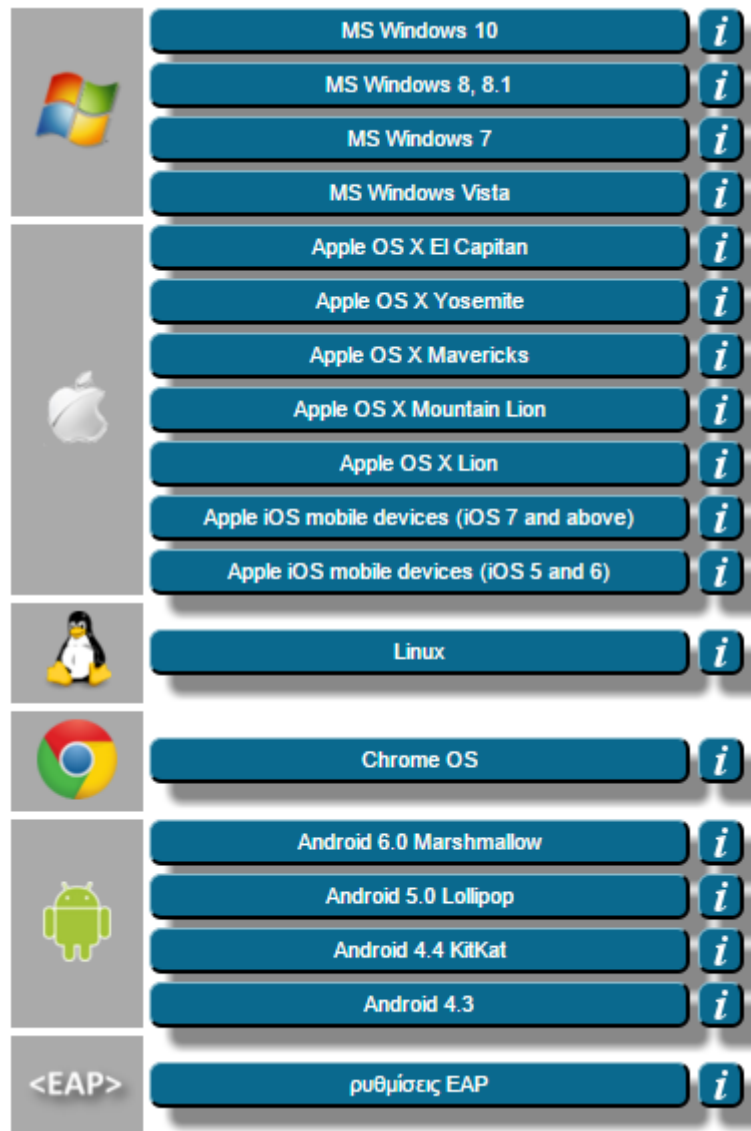 MS Windows 10 i
MS Windows 8, 8.1 i
MS Windows 7 i
MS Windows Vista i
Apple OS X El Capitan i
Apple OS X Yosemite i
Apple OS X Mavericks i
Apple OS X Mountain Lion i
Apple OS X Lion i
Apple iOS mobile devices (iOS 7 and above) i
Apple iOS mobile devices (iOS 5 and 6) i
Linux i
Chrome OS i
Android 6.0 Marshmallow i
Android 5.0 Lollipop i
Android 4.4 KitKat i
Android 4.3 i
<EAP> ρυθμίσεις EAP i